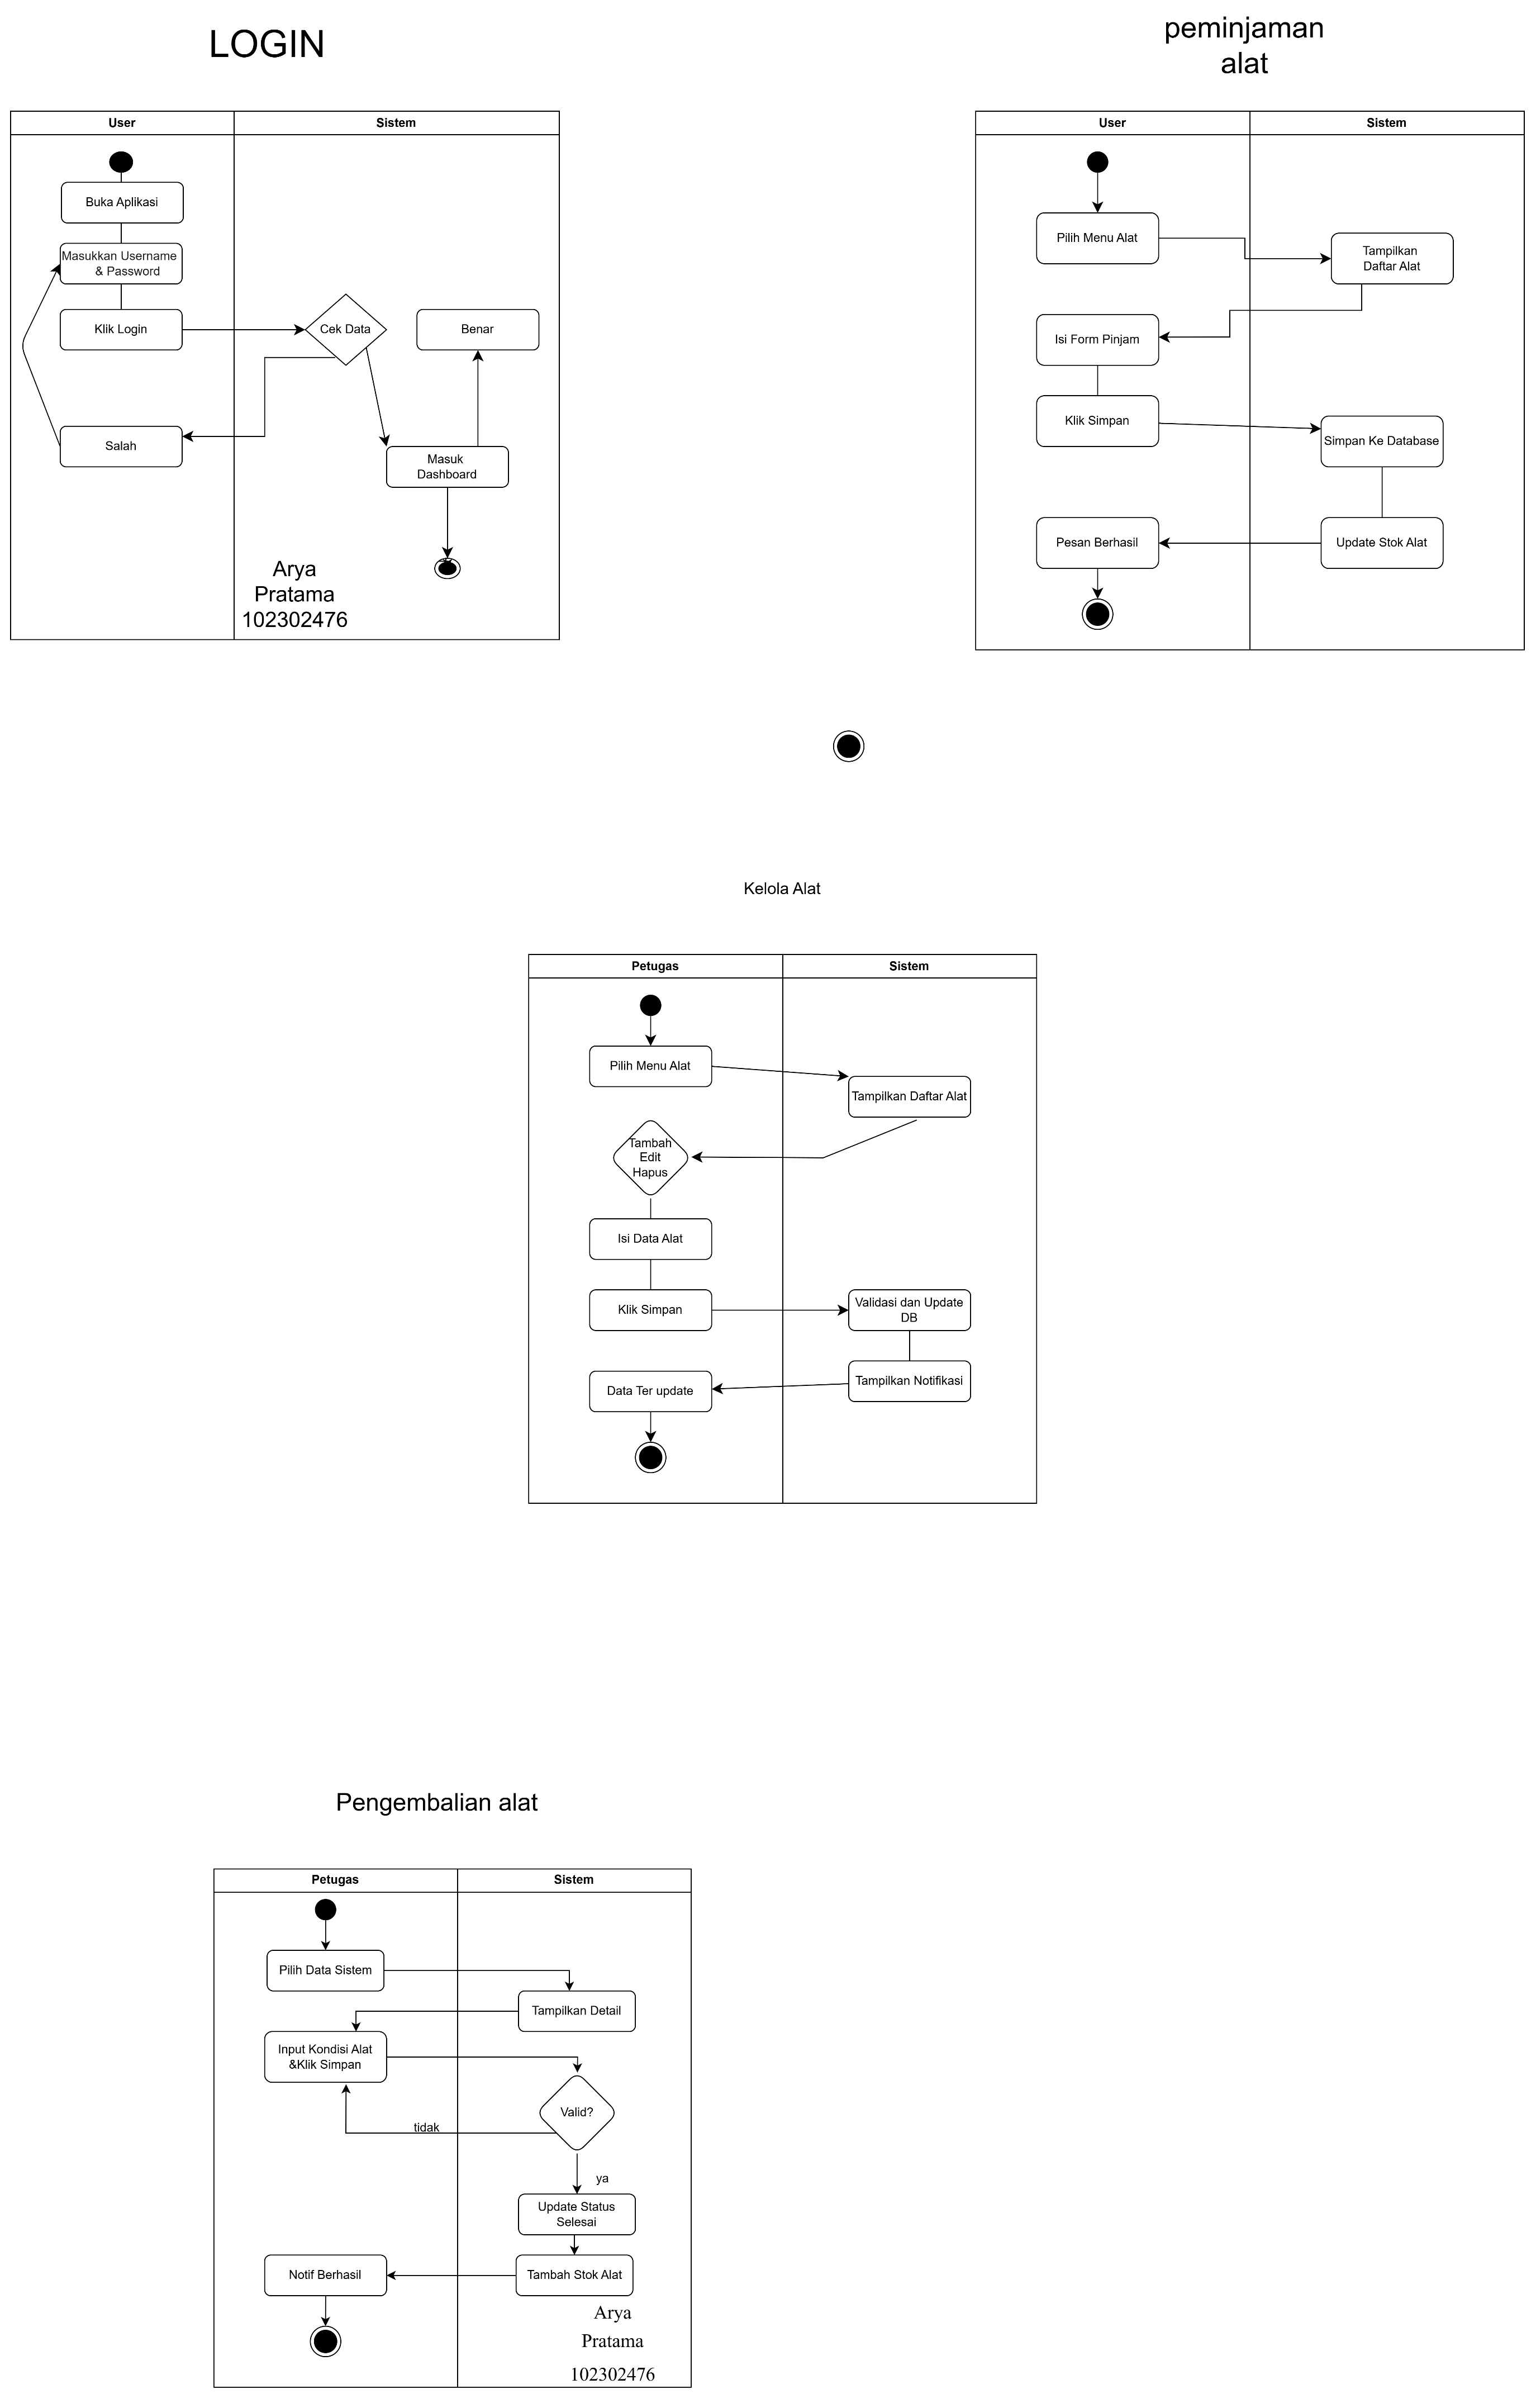 LOGIN
User
Sistem
Buka Aplikasi
Masukkan Username
& Password
Klik Login
Cek Data
Benar
Salah
Masuk
Dashboard
Arya
Pratama
102302476
peminjaman
alat
User
Sistem
Pilih Menu Alat
Tampilkan
Daftar Alat
Isi Form Pinjam
Klik Simpan
Simpan Ke Database
Pesan Berhasil
Update Stok Alat
Kelola Alat
Petugas
Sistem
Pilih Menu Alat
Tampilkan Daftar Alat
Tambah
Edit
Hapus
Isi Data Alat
Klik Simpan
Validasi dan Update
DB
Data Ter update
Tampilkan Notifikasi
Pengembalian alat
Petugas
Sistem
Pilih Data Sistem
Tampilkan Detail
Input Kondisi Alat
&Klik Simpan
Valid?
tidak
ya
Update Status
Selesai
Notif Berhasil
Tambah Stok Alat
Arya
Pratama
102302476